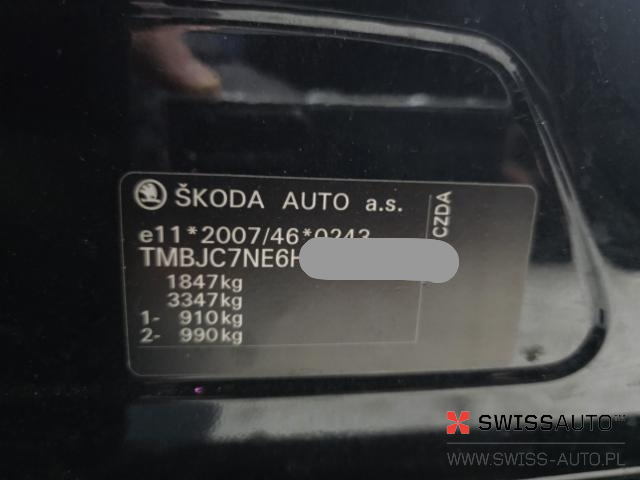 ŠKODA AUTO a.s.
e11*2007/46*0243
TMBJC7NE6H
1847kg
3347kg
1- 910kg
2- 990kg
CZDA
SWISSAUTO
WWW.SWISS-AUTO.PL